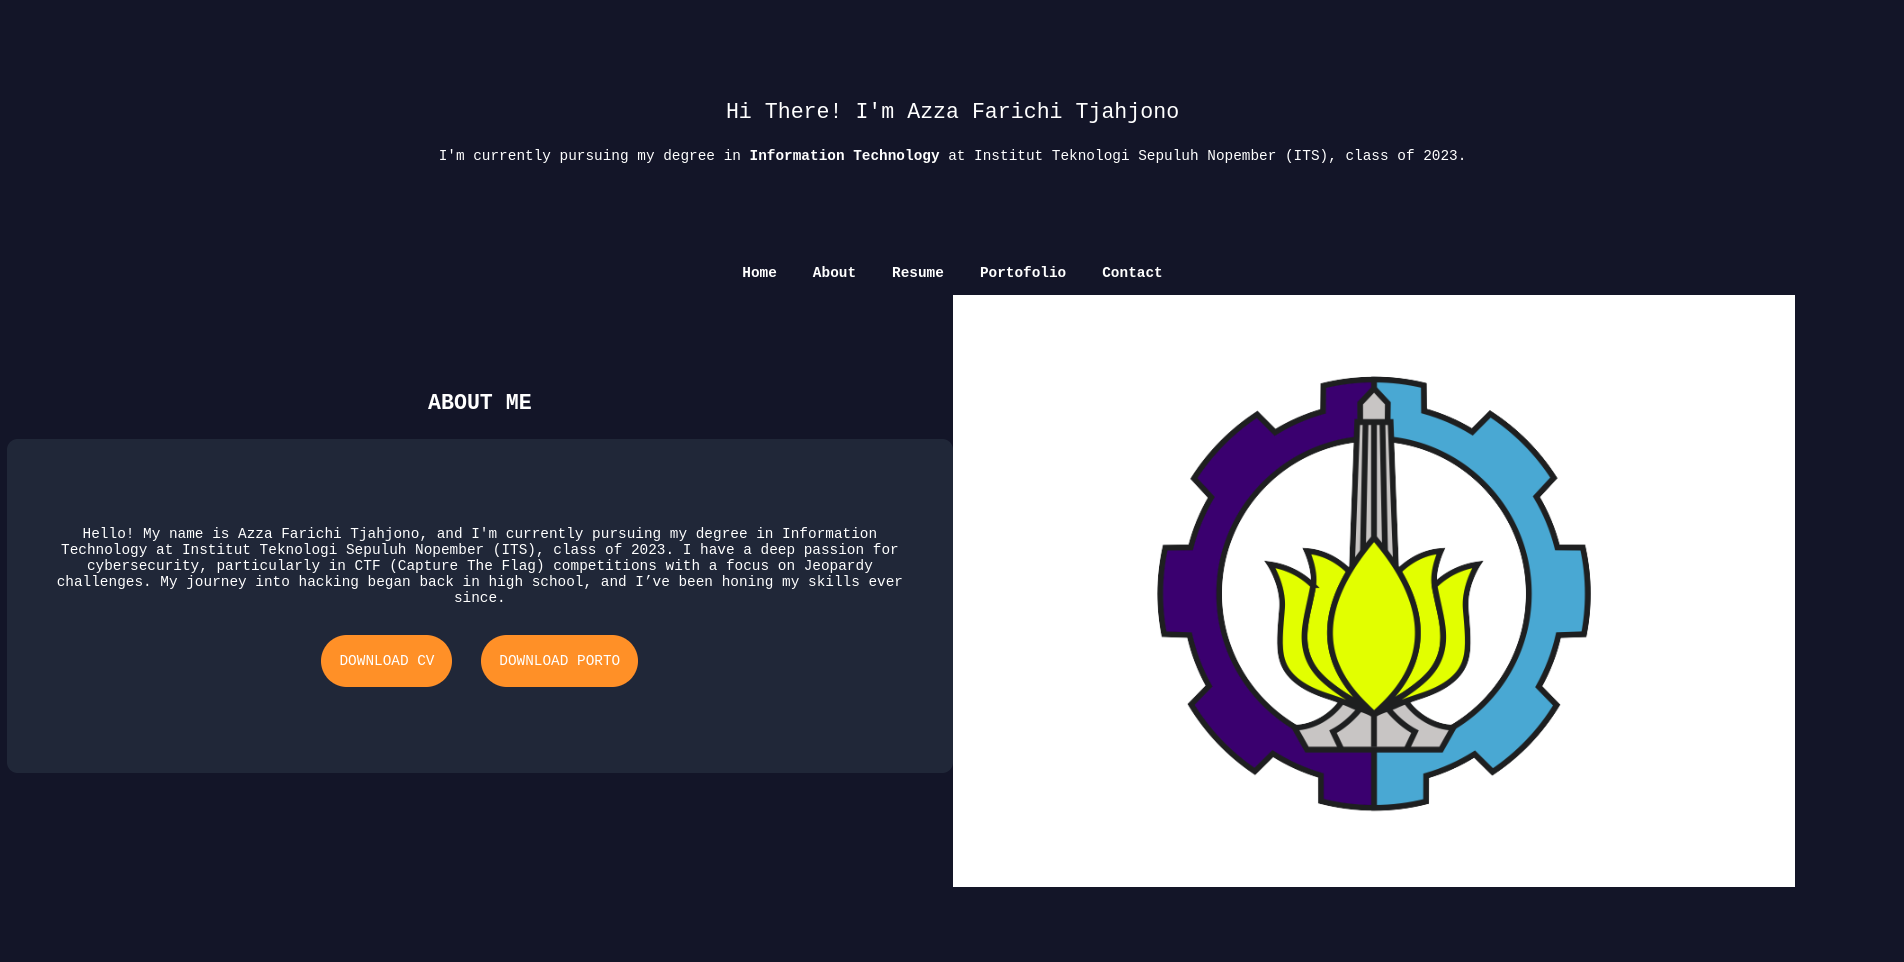 Hi There! I'm Azza Farichi Tjahjono
I'm currently pursuing my degree in Information Technology at Institut Teknologi Sepuluh Nopember (ITS), class of 2023.
Home About Resume Portofolio Contact
ABOUT ME
Hello! My name is Azza Farichi Tjahjono, and I'm currently pursuing my degree in Information
Technology at Institut Teknologi Sepuluh Nopember (ITS), class of 2023. I have a deep passion for
cybersecurity, particularly in CTF (Capture The Flag) competitions with a focus on Jeopardy
challenges. My journey into hacking began back in high school, and I’ve been honing my skills ever
since.
DOWNLOAD CV DOWNLOAD PORTO